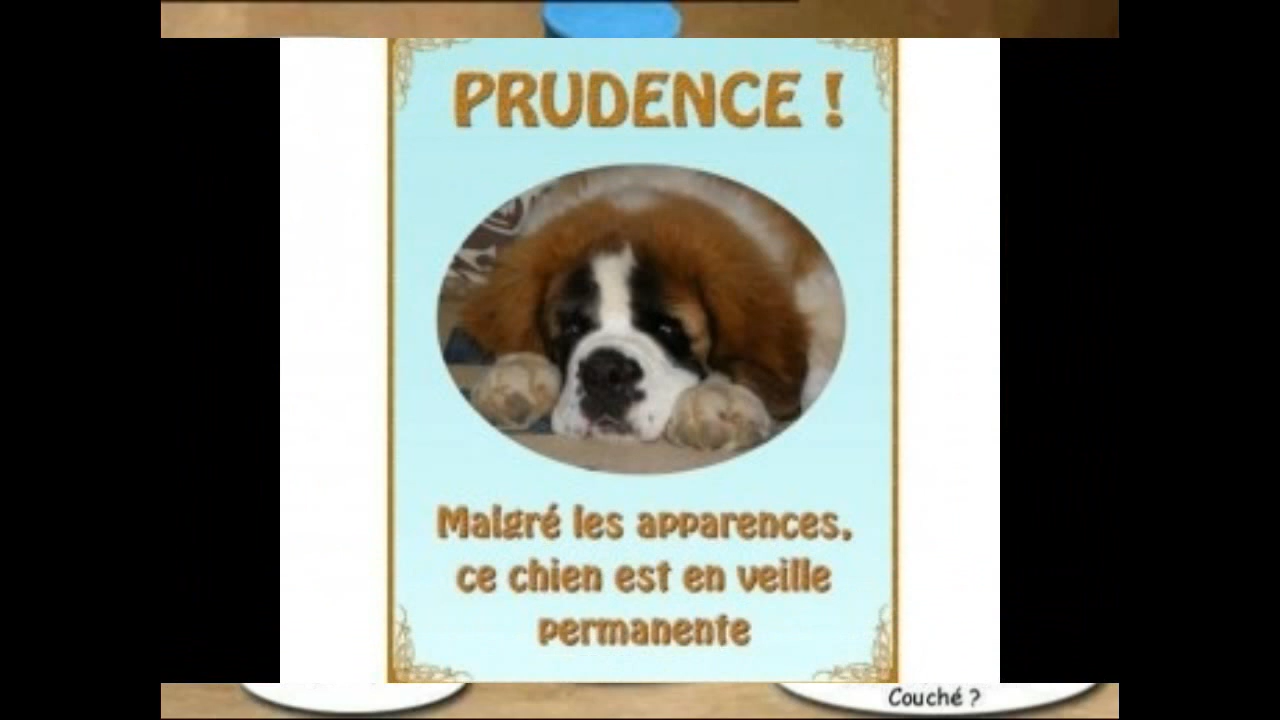 PRUDENCE !
Malgré les apparences,
ce chien est en veille
permanente
Couché ?